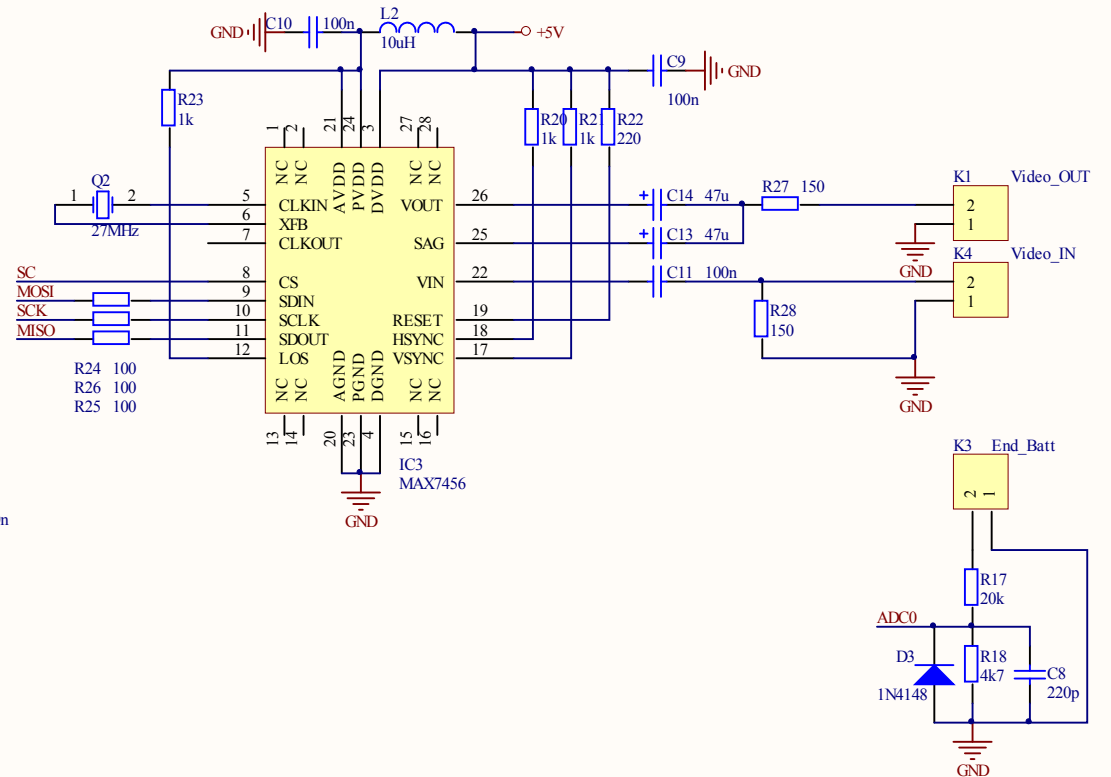 C10 100n
GND
L2
10uH
+5V
C9
100n
GND
R23
1k
R20
1k
R21
1k
R22
220
1
2
21
24
3
27
28
NC
NC
AVDD
PVDD
DVDD
NC
NC
Q2
1
2
27MHz
5
CLKIN
6
XFB
7
CLKOUT
SC
8
CS
MOSI
9
SDIN
SCK
10
SCLK
MISO
11
SDOUT
12
LOS
R24 100
R26 100
R25 100
VOUT
26
SAG
25
VIN
22
RESET
19
HSYNC
18
VSYNC
17
NC
NC
AGND
PGND
DGND
NC
NC
13
14
20
23
4
15
16
IC3
MAX7456
GND
+
C14 47u
+
C13 47u
C11 100n
R27 150
R28
150
K1
Video_OUT
2
1
GND
K4
Video_IN
2
1
GND
n
K3 End_Batt
2
1
R17
20k
ADC0
D3
1N4148
R18
4k7
C8
220p
GND